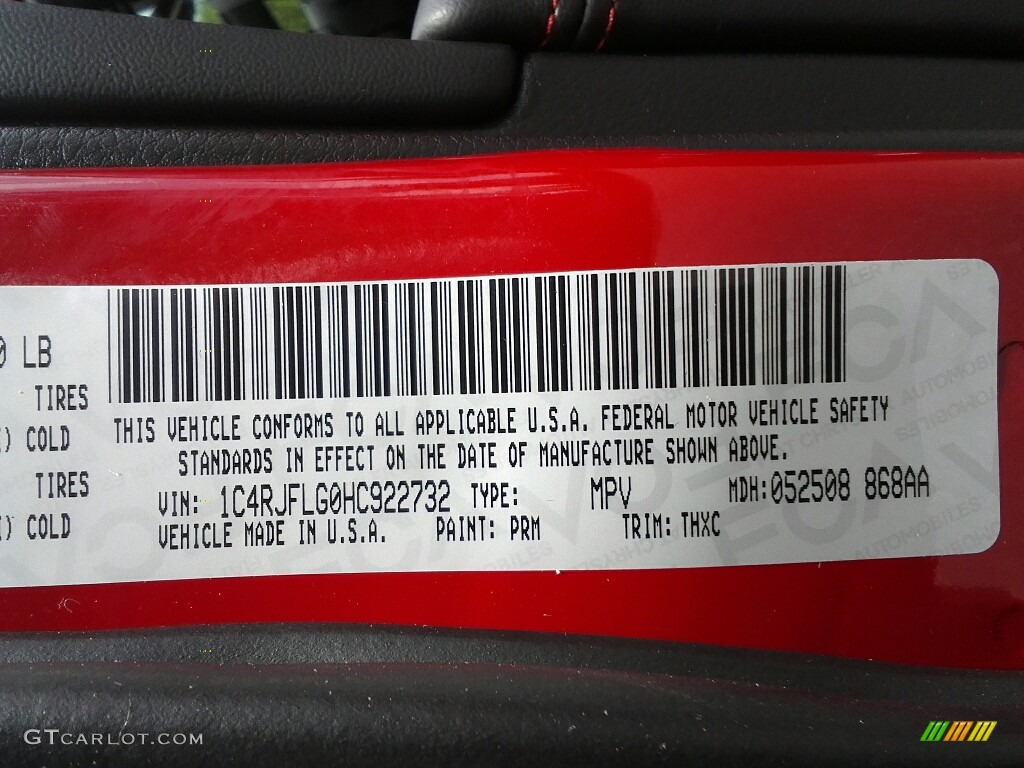 0 LB
TIRES
) COLD
TIRES
) COLD
THIS VEHICLE CONFORMS TO ALL APPLICABLE U.S.A. FEDERAL MOTOR VEHICLE SAFETY
STANDARDS IN EFFECT ON THE DATE OF MANUFACTURE SHOWN ABOVE.
VIN: 1C4RJFLG0HC922732 TYPE: MPV MDH:052508 868AA
VEHICLE MADE IN U.S.A. PAINT: PRM TRIM: THXC
GTCARLOT.COM